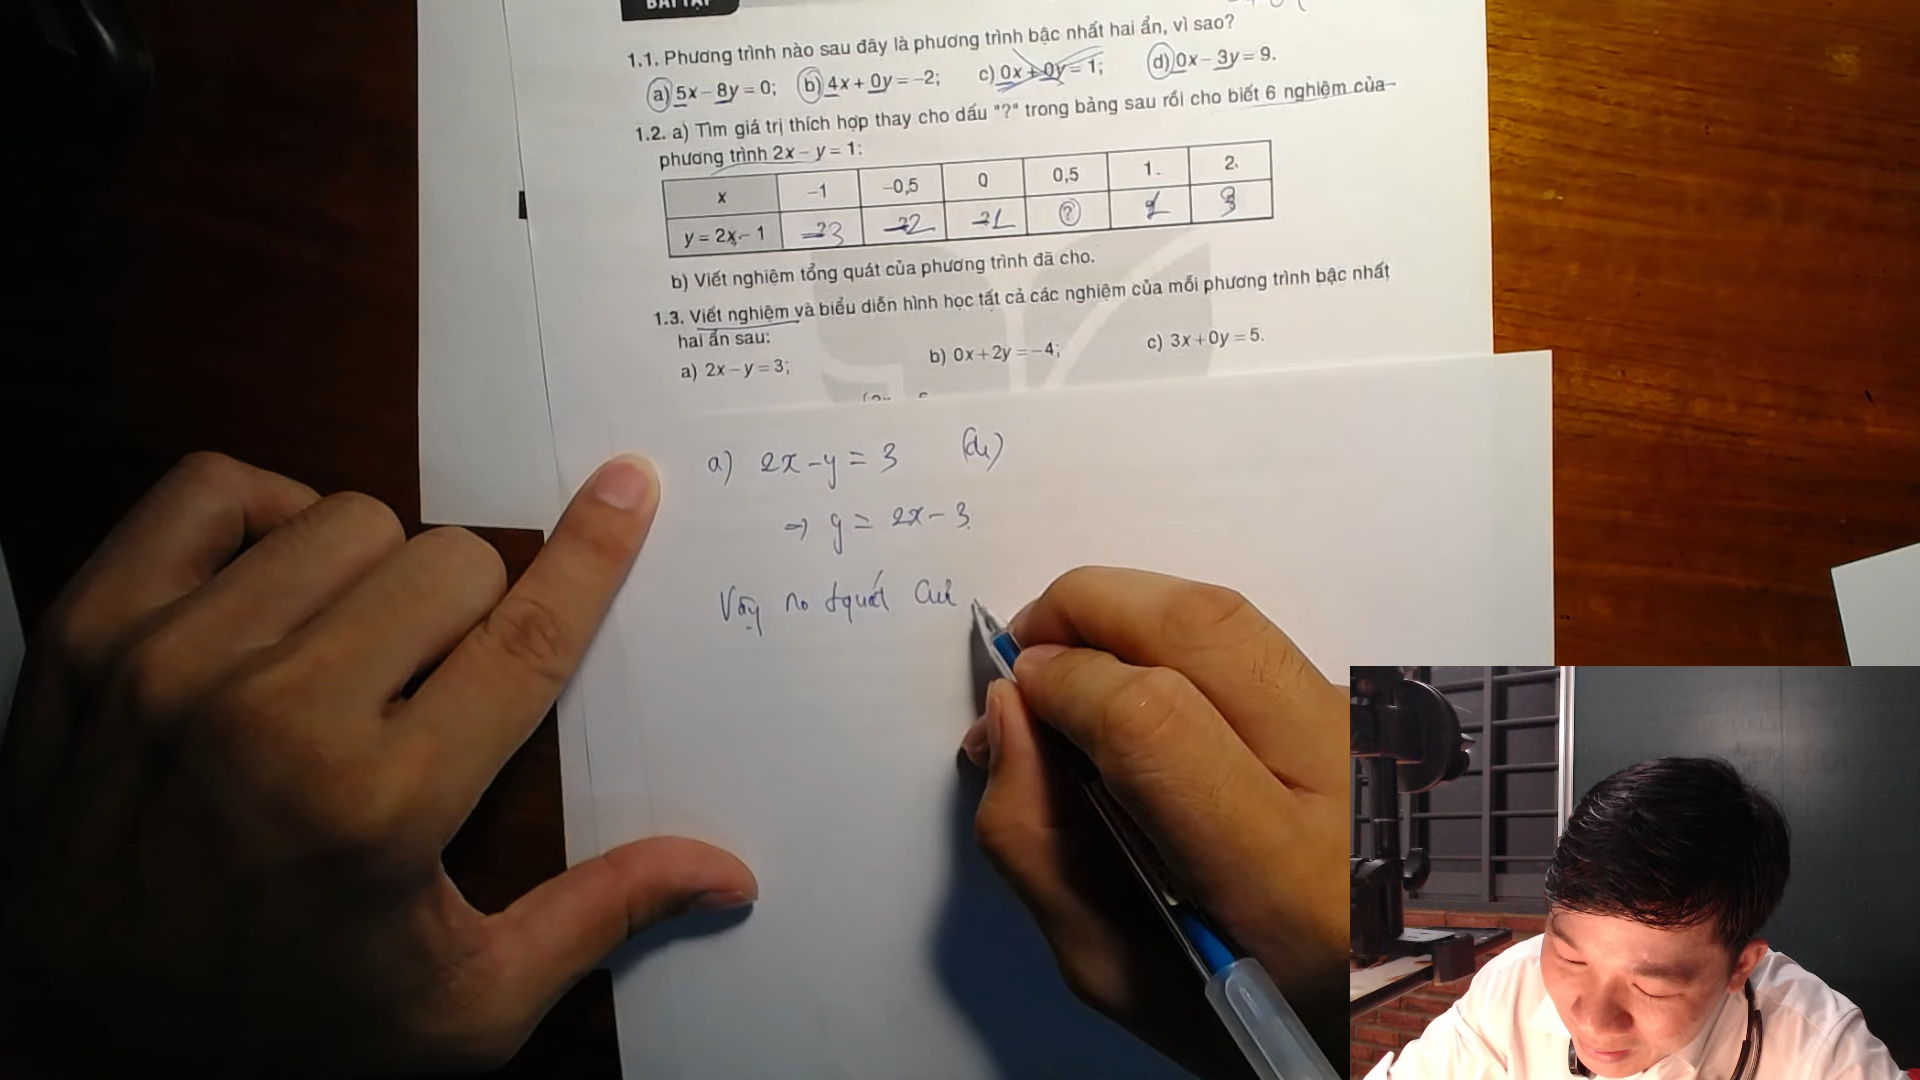 BÀI TẬP
1.1. Phương trình nào sau đây là phương trình bậc nhất hai ẩn, vì sao?
a) 5x – 8y = 0; b) 4x + 0y = –2; c) 0x + 0y = 1; d) 0x – 3y = 9.
1.2. a) Tìm giá trị thích hợp thay cho dấu "?" trong bảng sau rồi cho biết 6 nghiệm của
phương trình 2x – y = 1:
x –1 –0,5 0 0,5 1 2
y = 2x – 1 –3 –2 –1 ? 1 3
b) Viết nghiệm tổng quát của phương trình đã cho.
1.3. Viết nghiệm và biểu diễn hình học tất cả các nghiệm của mỗi phương trình bậc nhất
hai ẩn sau:
a) 2x – y = 3; b) 0x + 2y = –4; c) 3x + 0y = 5.
a) 2x – y = 3 (d₁)
⇒ y = 2x – 3
Vậy no tquát